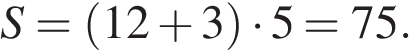 S = (12 + 3) · 5 = 75.